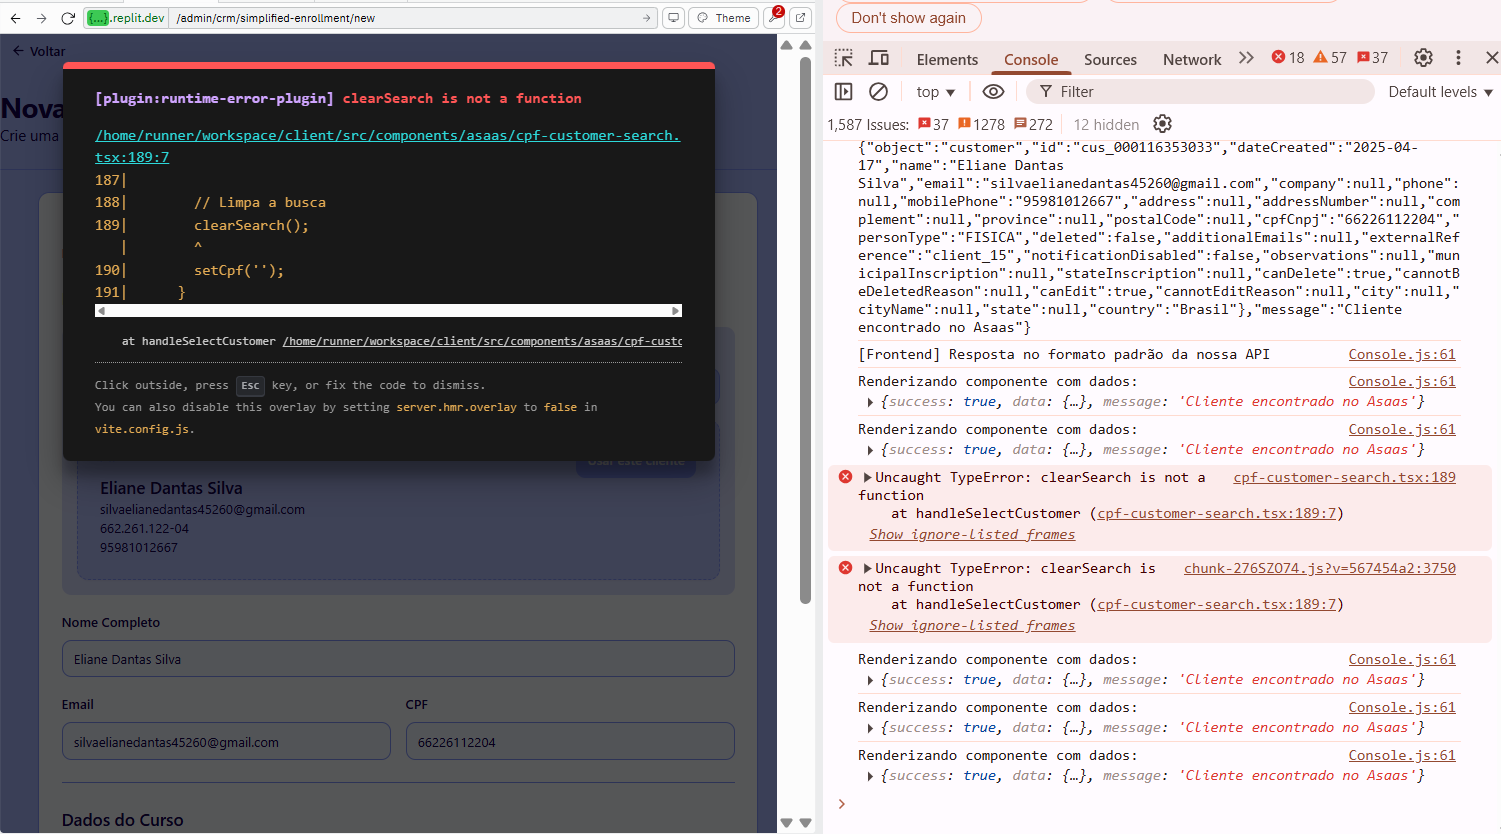 {...}.replit.dev /admin/crm/simplified-enrollment/new
Theme
2
Voltar
Nova
Crie uma
[plugin:runtime-error-plugin] clearSearch is not a function
/home/runner/workspace/client/src/components/asaas/cpf-customer-search.
tsx:189:7
187|
188| // Limpa a busca
189| clearSearch();
| ^
190| setCpf('');
191| }
at handleSelectCustomer /home/runner/workspace/client/src/components/asaas/cpf-custo
Click outside, press Esc key, or fix the code to dismiss.
You can also disable this overlay by setting server.hmr.overlay to false in
vite.config.js.
Usar este Cliente
Eliane Dantas Silva
silvaelianedantas45260@gmail.com
662.261.122-04
95981012667
Nome Completo
Eliane Dantas Silva
Email CPF
silvaelianedantas45260@gmail.com 66226112204
Dados do Curso
Don't show again
Elements Console Sources Network 18 57 37
top Filter Default levels
1,587 Issues: 37 1278 272 12 hidden
{"object":"customer","id":"cus_000116353033","dateCreated":"2025-04-
17","name":"Eliane Dantas
Silva","email":"silvaelianedantas45260@gmail.com","company":null,"phone":
null,"mobilePhone":"95981012667","address":null,"addressNumber":null,"com
plement":null,"province":null,"postalCode":null,"cpfCnpj":"66226112204","
personType":"FISICA","deleted":false,"additionalEmails":null,"externalRef
erence":"client_15","notificationDisabled":false,"observations":null,"mun
icipalInscription":null,"stateInscription":null,"canDelete":true,"cannotB
eDeletedReason":null,"canEdit":true,"cannotEditReason":null,"city":null,"
cityName":null,"state":null,"country":"Brasil"},"message":"Cliente
encontrado no Asaas"}
[Frontend] Resposta no formato padrão da nossa API Console.js:61
Renderizando componente com dados: Console.js:61
{success: true, data: {…}, message: 'Cliente encontrado no Asaas'}
Renderizando componente com dados: Console.js:61
{success: true, data: {…}, message: 'Cliente encontrado no Asaas'}
Uncaught TypeError: clearSearch is not a cpf-customer-search.tsx:189
function
at handleSelectCustomer (cpf-customer-search.tsx:189:7)
Show ignore-listed frames
Uncaught TypeError: clearSearch is chunk-276SZO74.js?v=567454a2:3750
not a function
at handleSelectCustomer (cpf-customer-search.tsx:189:7)
Show ignore-listed frames
Renderizando componente com dados: Console.js:61
{success: true, data: {…}, message: 'Cliente encontrado no Asaas'}
Renderizando componente com dados: Console.js:61
{success: true, data: {…}, message: 'Cliente encontrado no Asaas'}
Renderizando componente com dados: Console.js:61
{success: true, data: {…}, message: 'Cliente encontrado no Asaas'}